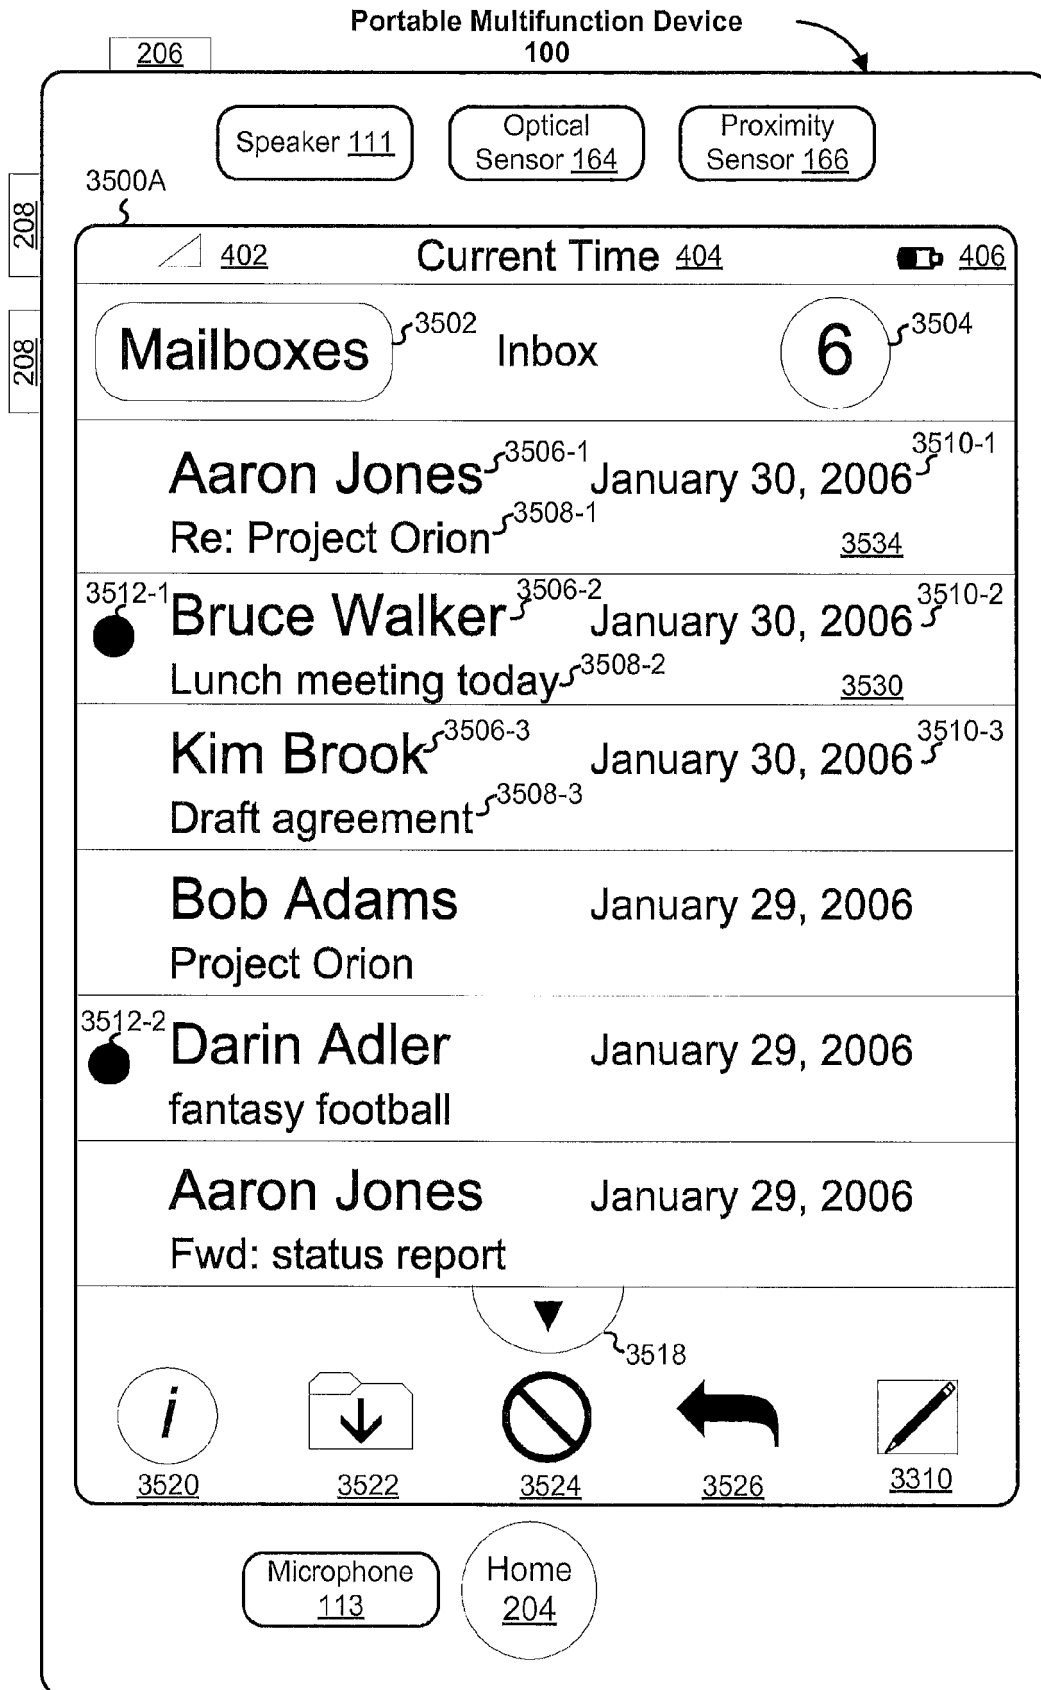 Portable Multifunction Device
100
206
Speaker 111
Optical
Sensor 164
Proximity
Sensor 166
3500A
208
208
402
Current Time 404
406
Mailboxes
3502
Inbox
6
3504
Aaron Jones
3506-1
January 30, 2006
3510-1
Re: Project Orion
3508-1
3534
3512-1
Bruce Walker
3506-2
January 30, 2006
3510-2
Lunch meeting today
3508-2
3530
Kim Brook
3506-3
January 30, 2006
3510-3
Draft agreement
3508-3
Bob Adams
January 29, 2006
Project Orion
3512-2
Darin Adler
January 29, 2006
fantasy football
Aaron Jones
January 29, 2006
Fwd: status report
3518
i
3520
3522
3524
3526
3310
Microphone
113
Home
204